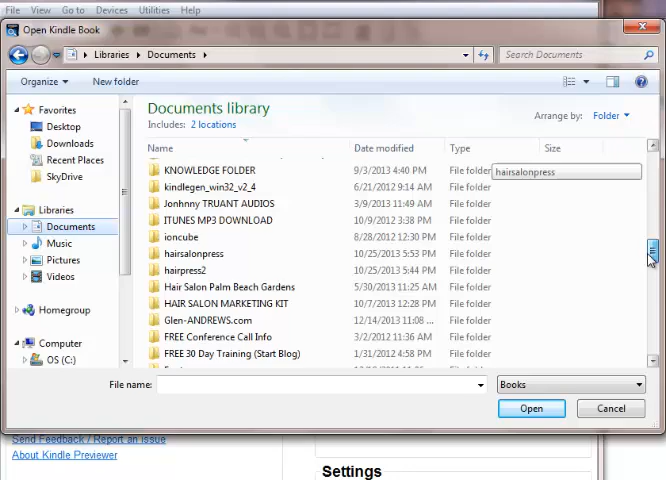 File View Go to Devices Utilities Help
Open Kindle Book
Libraries Documents Search Documents
Organize New folder
Documents library
Includes: 2 locations
Arrange by: Folder
Name Date modified Type Size
KNOWLEDGE FOLDER 9/3/2013 4:40 PM File folder
hairsalonpress
kindlegen_win32_v2_4 6/21/2012 9:14 AM File folder
Jonhnny TRUANT AUDIOS 3/9/2013 11:49 AM File folder
ITUNES MP3 DOWNLOAD 10/9/2012 3:38 PM File folder
ioncube 8/28/2012 12:30 PM File folder
hairsalonpress 10/25/2013 5:53 PM File folder
hairpress2 10/25/2013 5:44 PM File folder
Hair Salon Palm Beach Gardens 5/30/2013 11:25 AM File folder
HAIR SALON MARKETING KIT 10/7/2013 12:28 PM File folder
Glen-ANDREWS.com 12/14/2013 11:08 ... File folder
FREE Conference Call Info 3/2/2012 11:36 AM File folder
FREE 30 Day Training (Start Blog) 1/31/2012 4:58 PM File folder
Favorites
Desktop
Downloads
Recent Places
SkyDrive
Libraries
Documents
Music
Pictures
Videos
Homegroup
Computer
OS (C:)
File name: Books
Open Cancel
Send Feedback / Report an issue
About Kindle Previewer
Settings